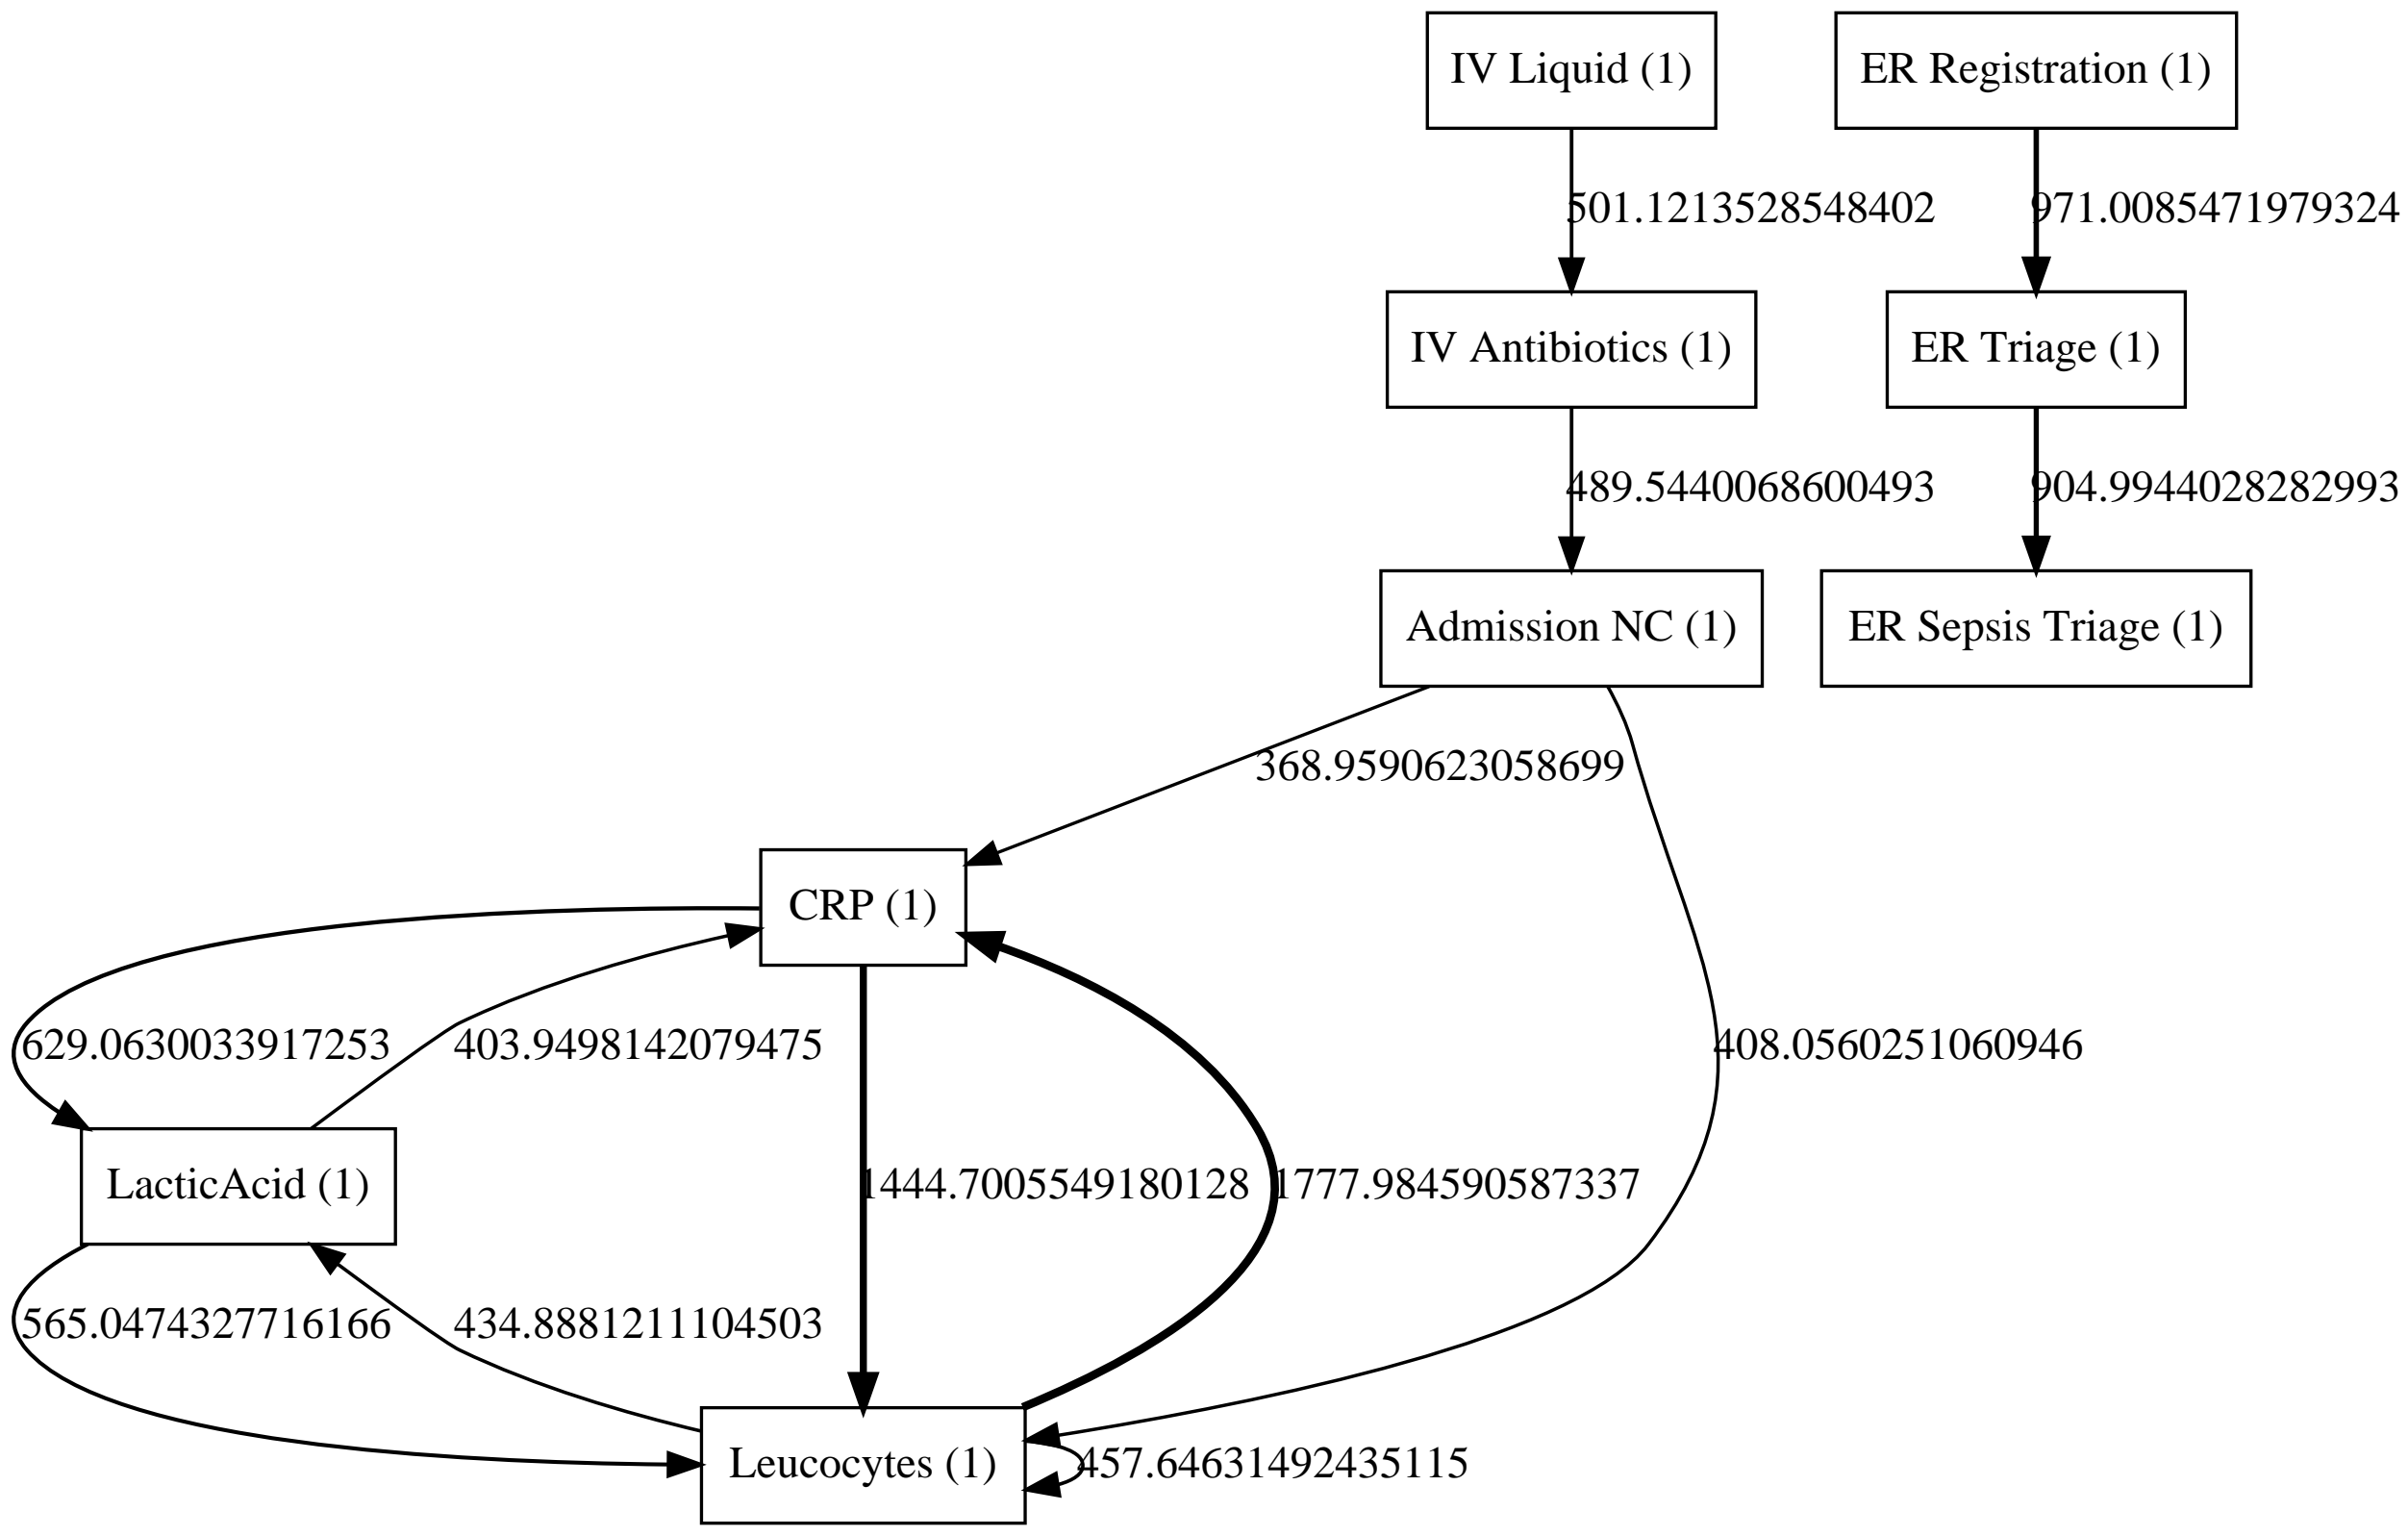 IV Liquid (1)
ER Registration (1)
501.1213528548402
971.0085471979324
IV Antibiotics (1)
ER Triage (1)
489.5440068600493
904.9944028282993
Admission NC (1)
ER Sepsis Triage (1)
368.9590623058699
CRP (1)
629.0630033917253
403.9498142079475
408.0560251060946
LacticAcid (1)
1444.7005549180128
1777.984590587337
565.0474327716166
434.8881211104503
Leucocytes (1)
457.64631492435115